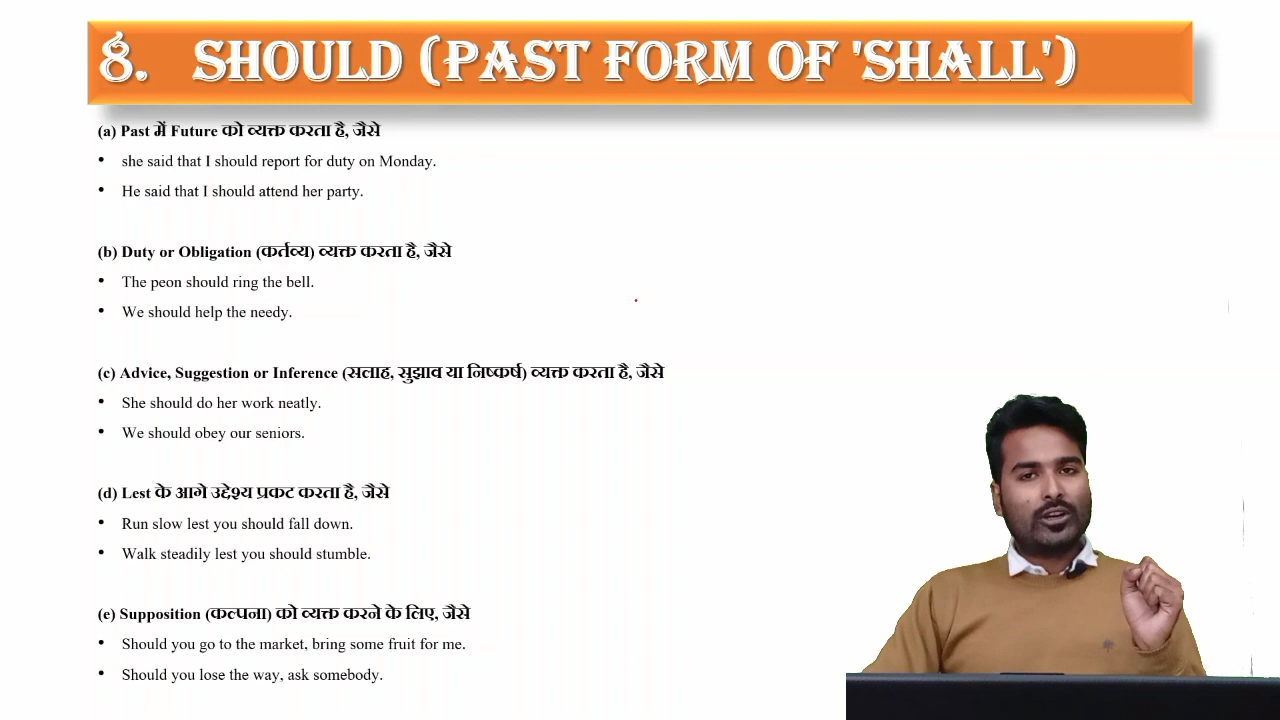 8. SHOULD (PAST FORM OF 'SHALL')
(a) Past में Future को व्यक्त करता है, जैसे
• she said that I should report for duty on Monday.
• He said that I should attend her party.
(b) Duty or Obligation (कर्तव्य) व्यक्त करता है, जैसे
• The peon should ring the bell.
• We should help the needy.
(c) Advice, Suggestion or Inference (सलाह, सुझाव या निष्कर्ष) व्यक्त करता है, जैसे
• She should do her work neatly.
• We should obey our seniors.
(d) Lest के आगे उद्देश्य प्रकट करता है, जैसे
• Run slow lest you should fall down.
• Walk steadily lest you should stumble.
(e) Supposition (कल्पना) को व्यक्त करने के लिए, जैसे
• Should you go to the market, bring some fruit for me.
• Should you lose the way, ask somebody.